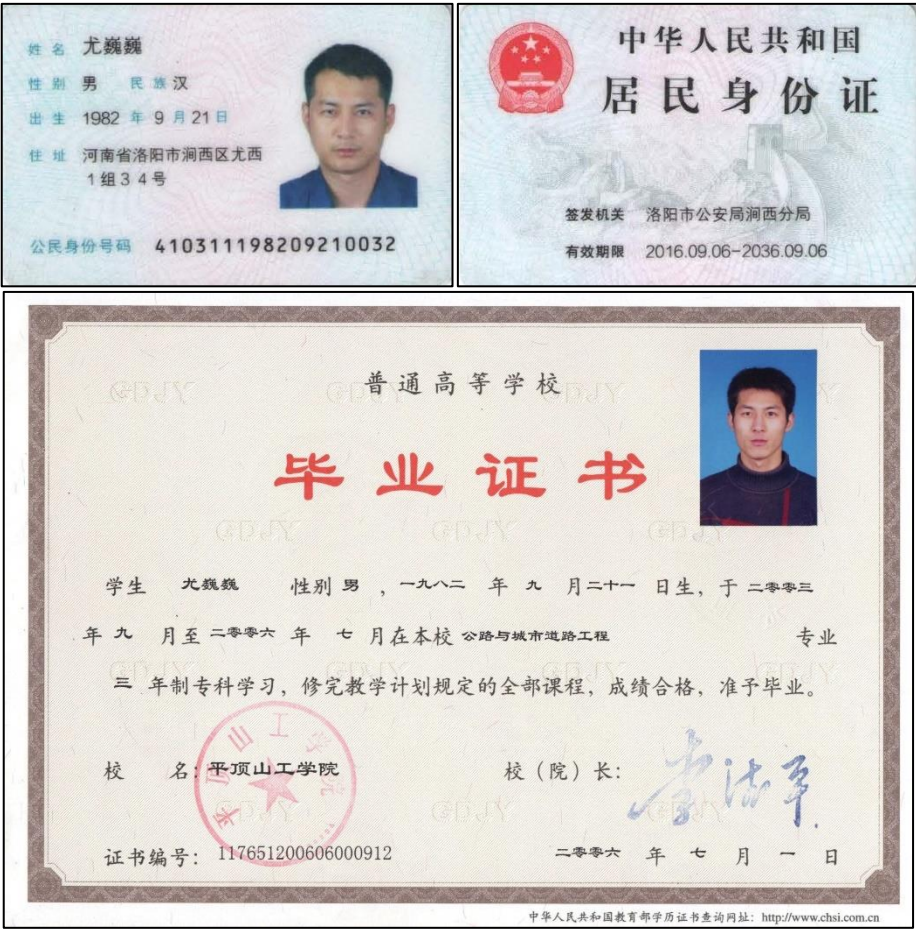 姓名 尤巍巍
性别 男 民族 汉
出生 1982 年 9 月 21 日
住址 河南省洛阳市涧西区尤西
1组34号
公民身份号码 410311198209210032
中华人民共和国
居民身份证
签发机关 洛阳市公安局涧西分局
有效期限 2016.09.06-2036.09.06
普通高等学校
毕业证书
学生 尤巍巍 性别 男 ,一九八二 年 九 月二十一 日生，于 二零零三
年 九 月至 二零零六 年 七 月在本校 公路与城市道路工程 专业
三 年制专科学习，修完教学计划规定的全部课程，成绩合格，准予毕业。
校 名：平顶山工学院 校（院）长：
平顶山工学院
证书编号： 117651200606000912 二零零六 年 七 月 一 日
中华人民共和国教育部学历证书查询网址：http://www.chsi.com.cn